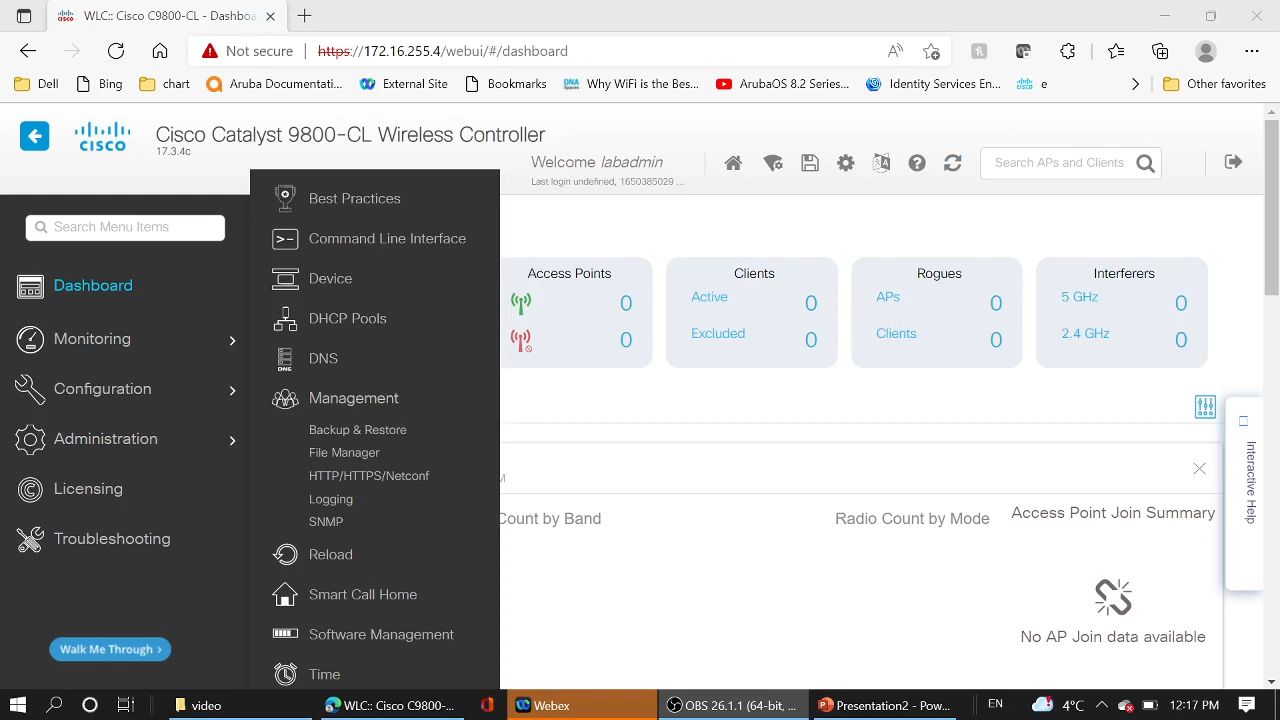 WLC:: Cisco C9800-CL - Dashboard
Not secure
https://172.16.255.4/webui/#/dashboard
Dell
Bing
chart
Aruba Documentati...
External Site
Bookmarks
Why WiFi is the Bes...
ArubaOS 8.2 Series...
Identity Services En...
e
Other favorites
cisco
Cisco Catalyst 9800-CL Wireless Controller
17.3.4c
Welcome labadmin
Last login undefined, 1650385029 ...
Search APs and Clients
Search Menu Items
Dashboard
Monitoring
Configuration
Administration
Licensing
Troubleshooting
Walk Me Through >
Best Practices
Command Line Interface
Device
DHCP Pools
DNS
Management
Backup & Restore
File Manager
HTTP/HTTPS/Netconf
Logging
SNMP
Reload
Smart Call Home
Software Management
Time
Access Points
0
0
Clients
Active 0
Excluded 0
Rogues
APs 0
Clients 0
Interferers
5 GHz 0
2.4 GHz 0
Interactive Help
Count by Band
Radio Count by Mode
Access Point Join Summary
No AP Join data available
video
WLC:: Cisco C9800-...
Webex
OBS 26.1.1 (64-bit, ...
Presentation2 - Pow...
EN
4°C
12:17 PM